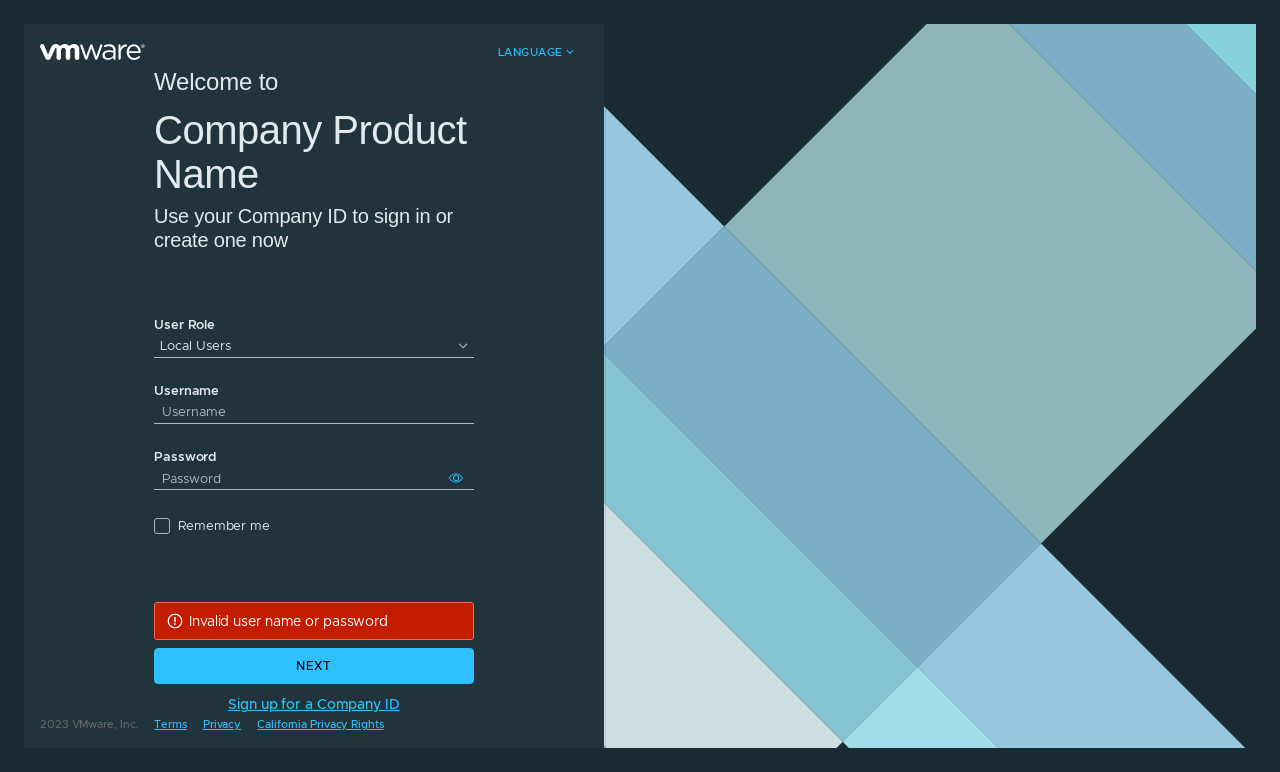 vmware®
LANGUAGE
Welcome to
Company Product
Name
Use your Company ID to sign in or
create one now
User Role
Local Users
Username
Username
Password
Password
Remember me
Invalid user name or password
NEXT
Sign up for a Company ID
2023 VMware, Inc. Terms Privacy California Privacy Rights